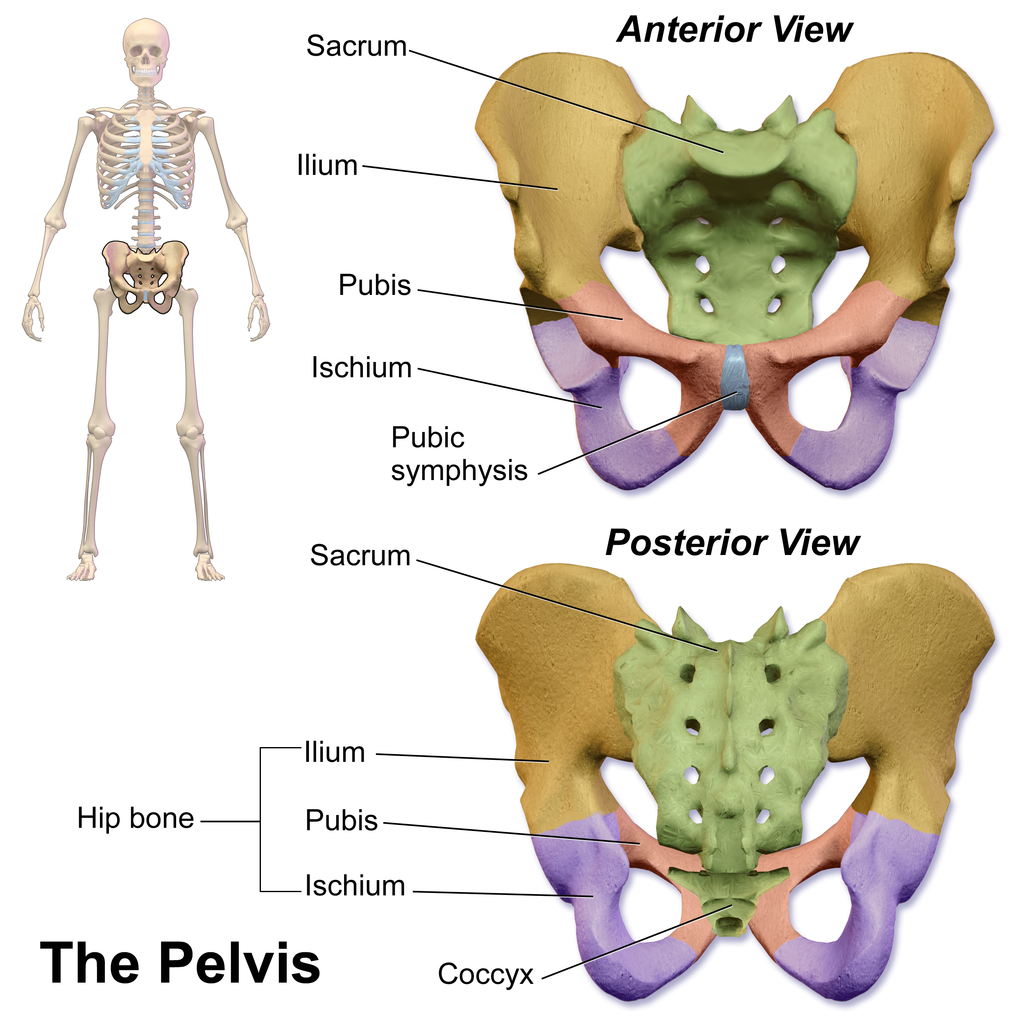 Anterior View
Sacrum
Ilium
Pubis
Ischium
Pubic
symphysis
Posterior View
Sacrum
Ilium
Hip bone
Pubis
Ischium
The Pelvis
Coccyx